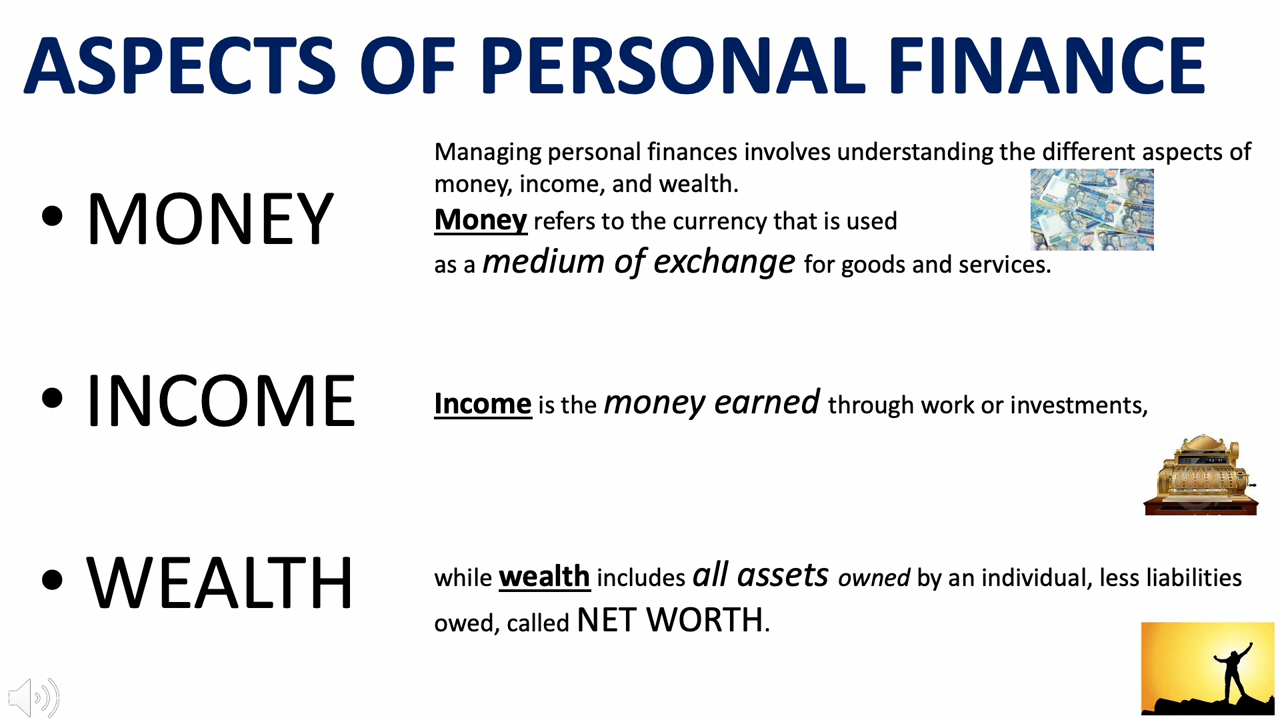 ASPECTS OF PERSONAL FINANCE
• MONEY
Managing personal finances involves understanding the different aspects of
money, income, and wealth.
Money refers to the currency that is used
as a medium of exchange for goods and services.
• INCOME
Income is the money earned through work or investments,
• WEALTH
while wealth includes all assets owned by an individual, less liabilities
owed, called NET WORTH.